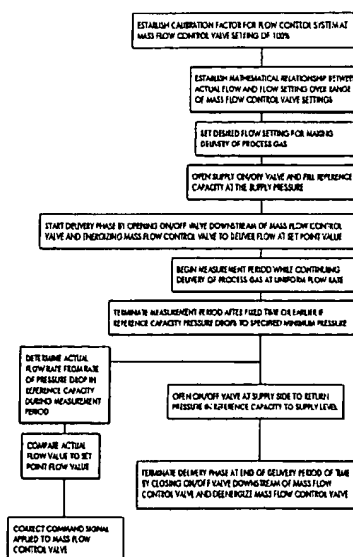 ESTABLISH CALIBRATION FACTOR FOR FLOW CONTROL SYSTEM AT
MASS FLOW CONTROL VALVE SETTING OF 100%
ESTABLISH MATHEMATICAL RELATIONSHIP BETWEEN
ACTUAL FLOW AND FLOW SETTING OVER RANGE
OF MASS FLOW CONTROL VALVE SETTINGS
SET DESIRED FLOW SETTING FOR MAKING
DELIVERY OF PROCESS GAS
OPEN SUPPLY ON/OFF VALVE AND FILL REFERENCE
CAPACITY AT THE SUPPLY PRESSURE
START DELIVERY PHASE BY OPENING ON/OFF VALVE DOWNSTREAM OF MASS FLOW CONTROL
VALVE AND ENERGIZING MASS FLOW CONTROL VALVE TO DELIVER FLOW AT SET POINT VALUE
BEGIN MEASUREMENT PERIOD WHILE CONTINUING
DELIVERY OF PROCESS GAS AT UNIFORM FLOW RATE
TERMINATE MEASUREMENT PERIOD AFTER FIXED TIME OR EARLIER IF
REFERENCE CAPACITY PRESSURE DROPS TO SPECIFIED MINIMUM PRESSURE
DETERMINE ACTUAL
FLOW RATE FROM RATE
OF PRESSURE DROP IN
REFERENCE CAPACITY
DURING MEASUREMENT
PERIOD
OPEN ON/OFF VALVE AT SUPPLY SIDE TO RETURN
PRESSURE IN REFERENCE CAPACITY TO SUPPLY LEVEL
COMPARE ACTUAL
FLOW VALUE TO SET
POINT FLOW VALUE
TERMINATE DELIVERY PHASE AT END OF DELIVERY PERIOD OF TIME
BY CLOSING ON/OFF VALVE DOWNSTREAM OF MASS FLOW
CONTROL VALVE AND DEENERGIZE MASS FLOW CONTROL VALVE
CORRECT COMMAND SIGNAL
APPLIED TO MASS FLOW
CONTROL VALVE